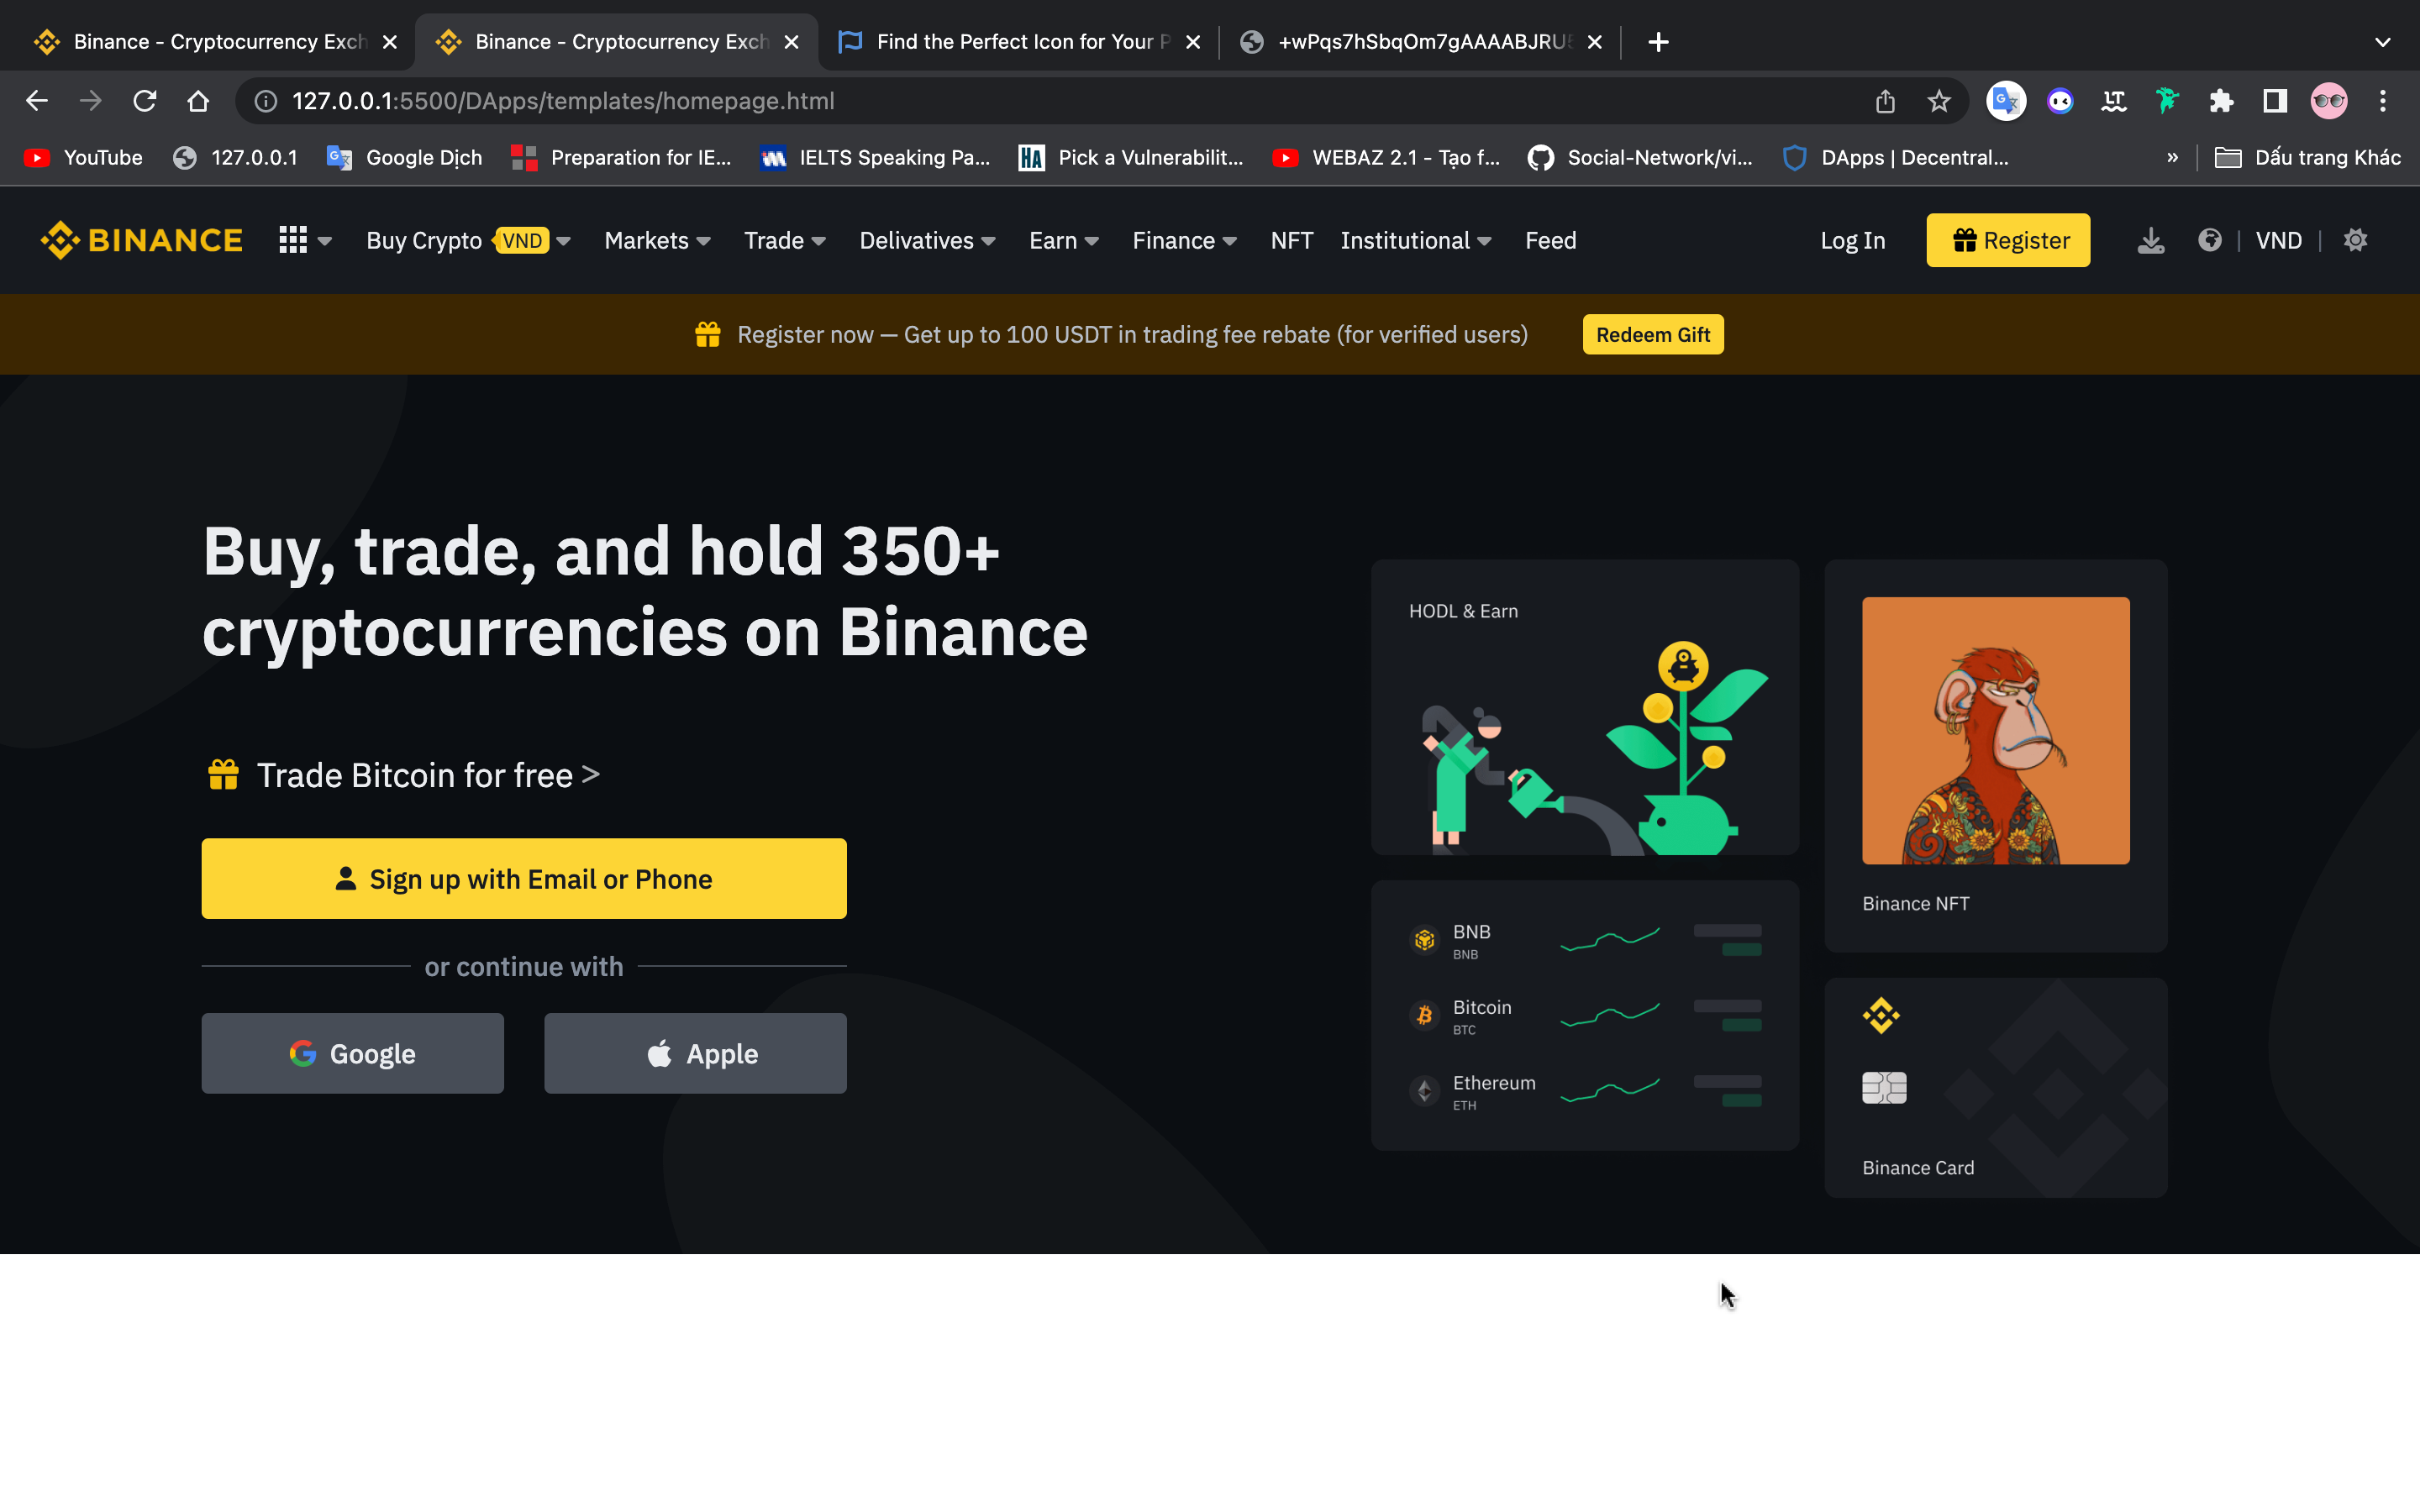 Binance - Cryptocurrency Exch
Binance - Cryptocurrency Exch
Find the Perfect Icon for Your P
+wPqs7hSbqOm7gAAAABJRU5
127.0.0.1:5500/DApps/templates/homepage.html
YouTube
127.0.0.1
Google Dịch
Preparation for IE...
IELTS Speaking Pa...
HA
Pick a Vulnerabilit...
WEBAZ 2.1 - Tạo f...
Social-Network/vi...
DApps | Decentral...
»
Dấu trang Khác
BINANCE
Buy Crypto VND
Markets
Trade
Delivatives
Earn
Finance
NFT
Institutional
Feed
Log In
Register
| VND |
Register now — Get up to 100 USDT in trading fee rebate (for verified users)
Redeem Gift
Buy, trade, and hold 350+
cryptocurrencies on Binance
Trade Bitcoin for free >
Sign up with Email or Phone
or continue with
Google
Apple
HODL & Earn
Binance NFT
BNB
BNB
Bitcoin
BTC
Ethereum
ETH
Binance Card